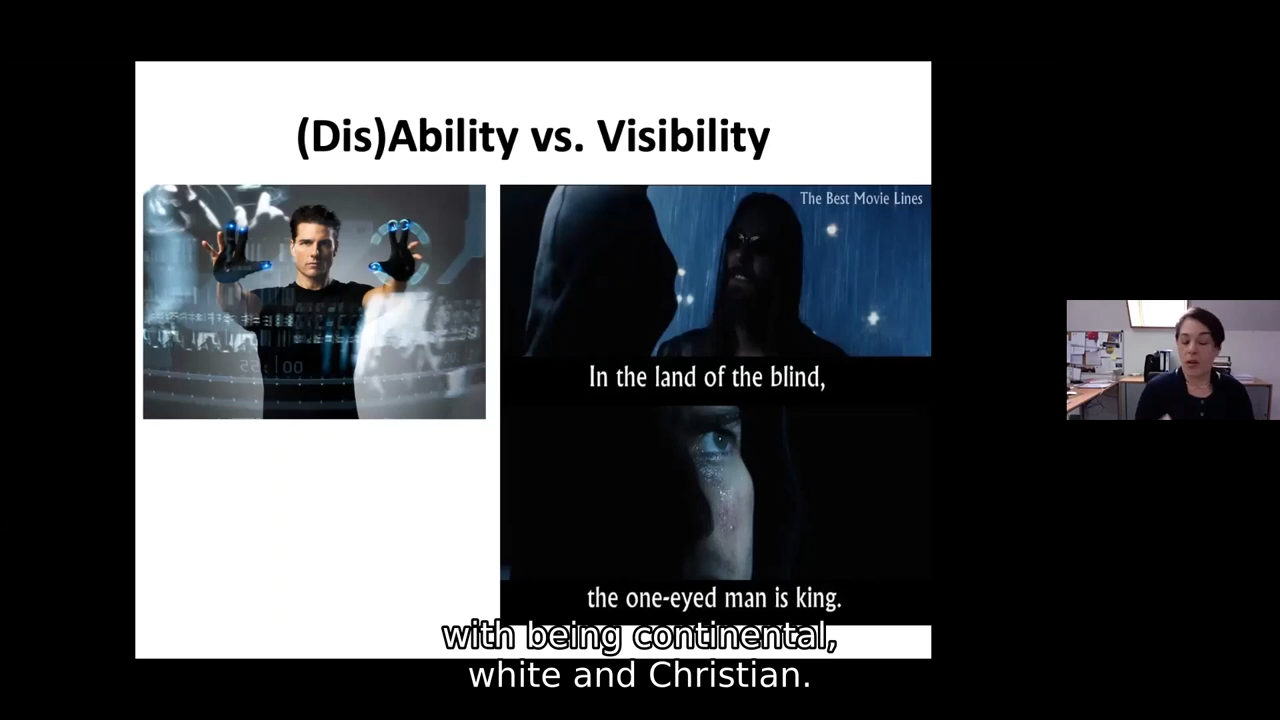 (Dis)Ability vs. Visibility
The Best Movie Lines
In the land of the blind,
the one-eyed man is king.
with being continental,
white and Christian.